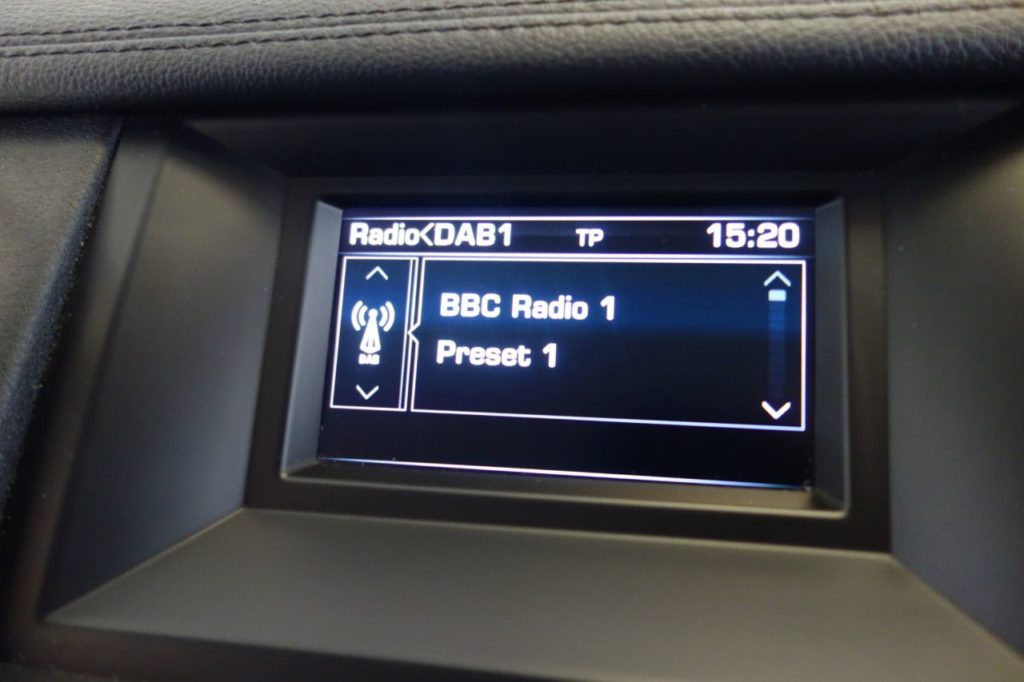 Radio<DAB1 TP 15:20
BBC Radio 1
DAB
Preset 1